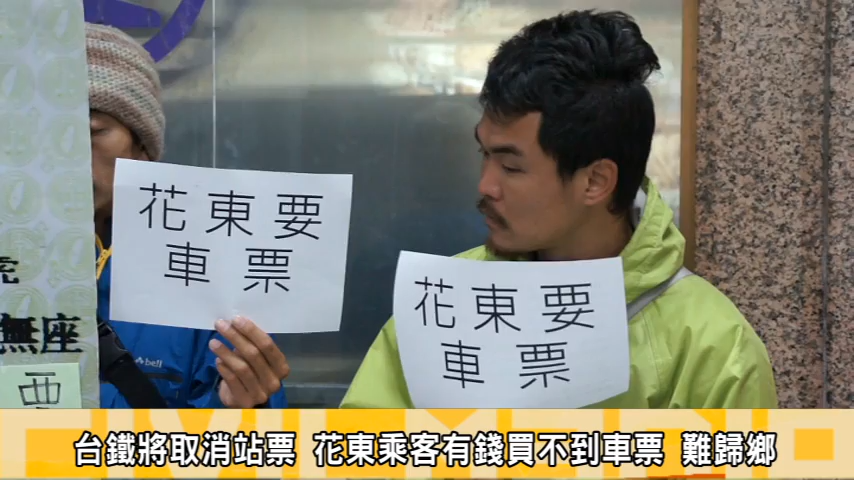 花東要
車票
花東要
車票
無座
票
台鐵將取消站票 花東乘客有錢買不到車票 難歸鄉